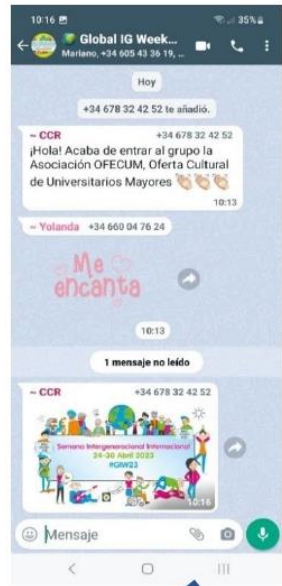 10:16
35%
Global IG Week...
Mariano, +34 605 43 36 19, ...
Hoy
+34 678 32 42 52 te añadió.
~ CCR +34 678 32 42 52
¡Hola! Acaba de entrar al grupo la
Asociación OFECUM, Oferta Cultural
de Universitarios Mayores
10:13
~ Yolanda +34 660 04 76 24
Me
encanta
10:13
1 mensaje no leído
~ CCR +34 678 32 42 52
Semana Intergeneracional Internacional
24-30 Abril 2023
#GIW23
10:16
Mensaje